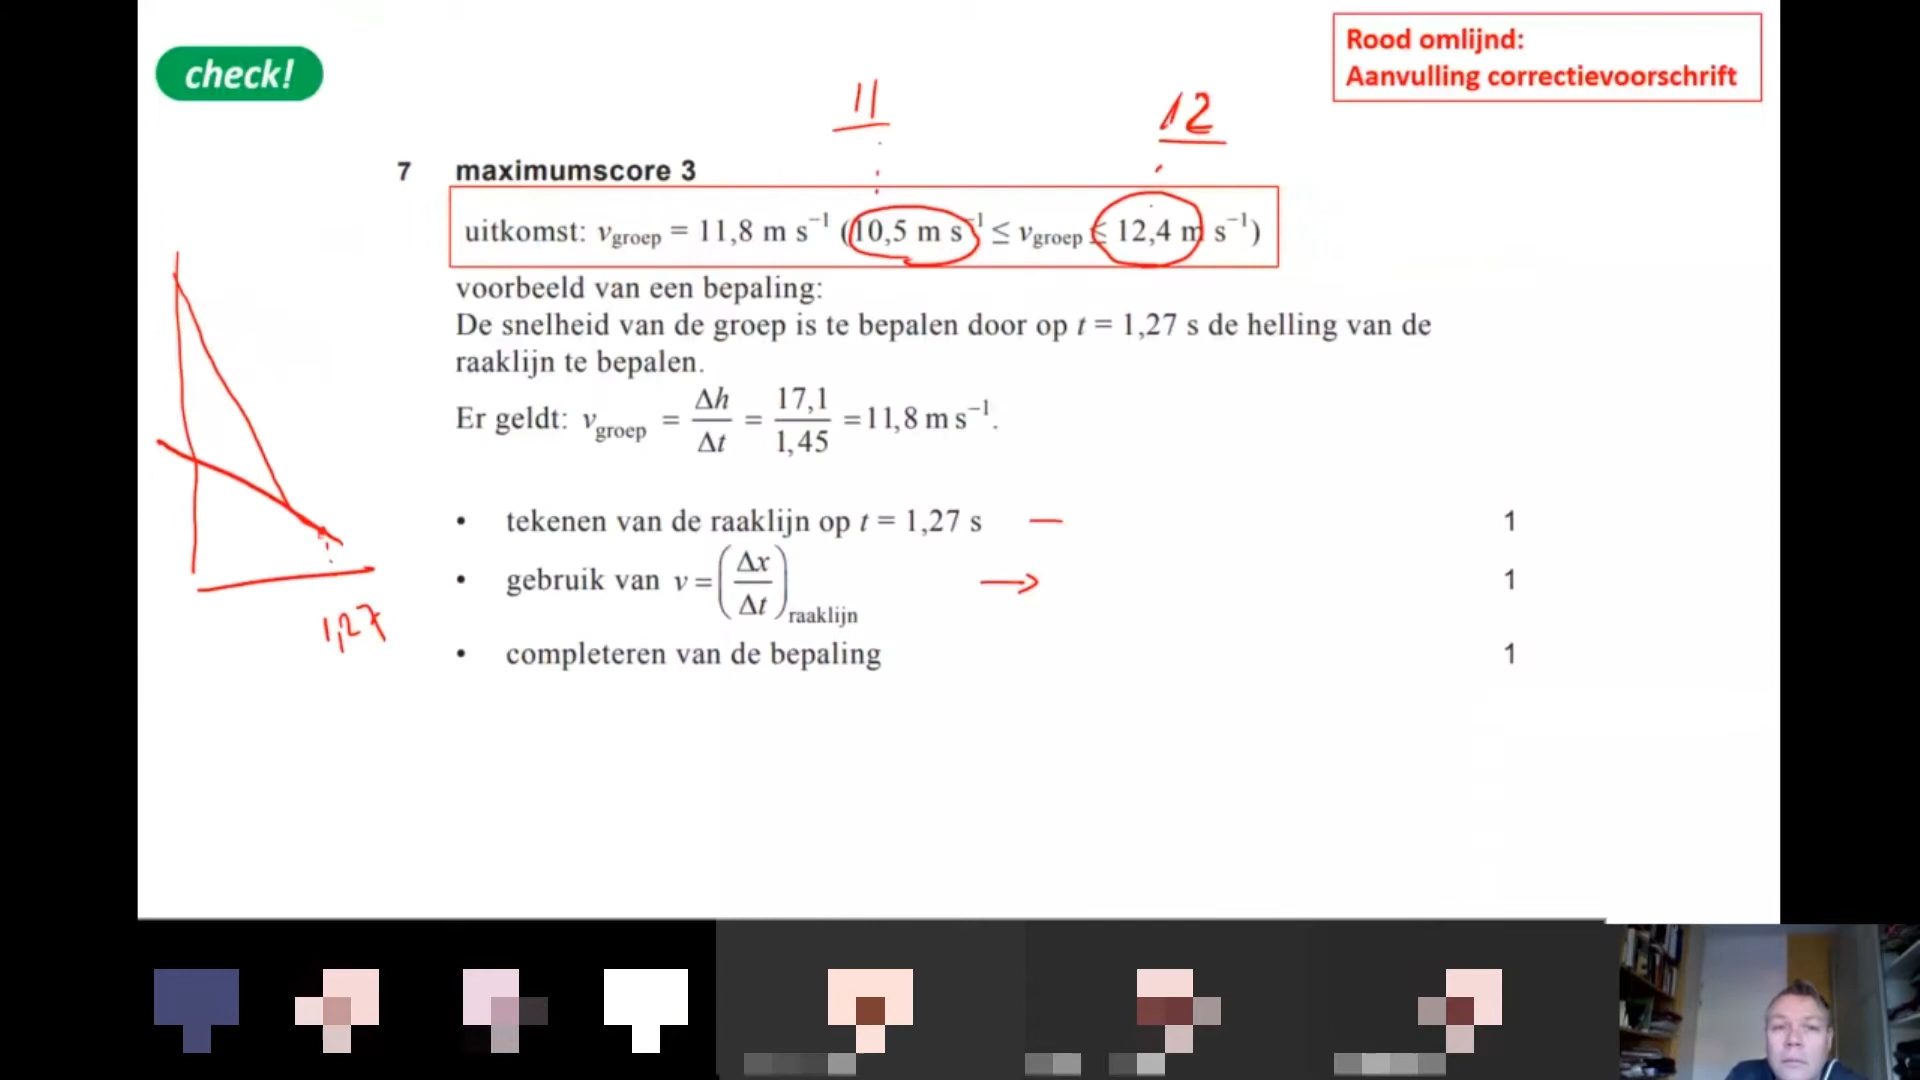 check!
Rood omlijnd:
Aanvulling correctievoorschrift
11
12
7 maximumscore 3
uitkomst: v_groep = 11,8 m s⁻¹ (10,5 m s⁻¹ ≤ v_groep ≤ 12,4 m s⁻¹)
voorbeeld van een bepaling:
De snelheid van de groep is te bepalen door op t = 1,27 s de helling van de
raaklijn te bepalen.
Er geldt: v_groep = Δh/Δt = 17,1/1,45 = 11,8 m s⁻¹.
• tekenen van de raaklijn op t = 1,27 s 1
• gebruik van v = (Δx/Δt)_raaklijn 1
1,27
• completeren van de bepaling 1